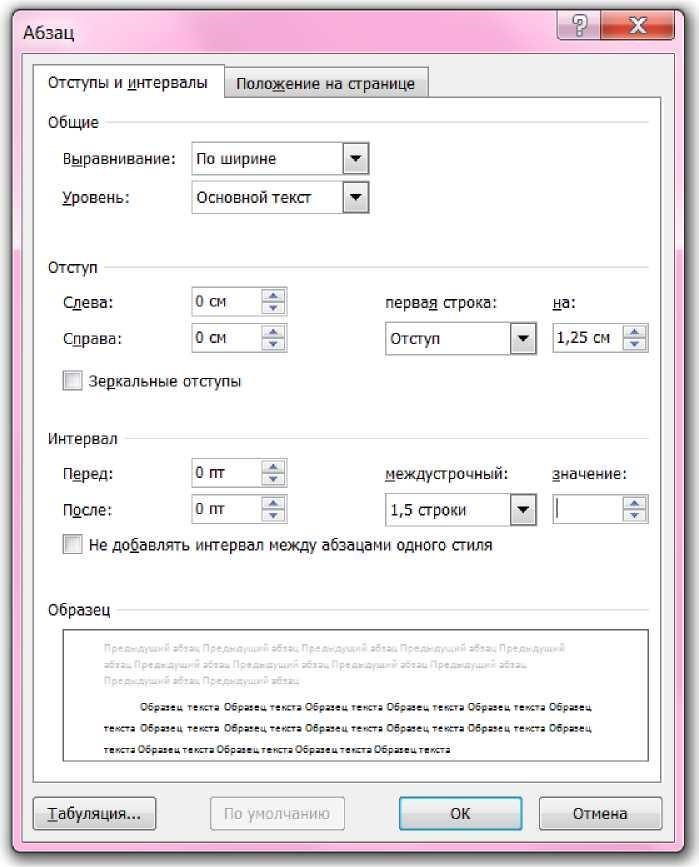 Абзац
Отступы и интервалы Положение на странице
Общие
Выравнивание: По ширине
Уровень: Основной текст
Отступ
Слева: 0 см первая строка: на:
Справа: 0 см Отступ 1,25 см
Зеркальные отступы
Интервал
Перед: 0 пт междустрочный: значение:
После: 0 пт 1,5 строки
Не добавлять интервал между абзацами одного стиля
Образец
Предыдущий абзац Предыдущий абзац Предыдущий абзац Предыдущий абзац Предыдущий
абзац Предыдущий абзац Предыдущий абзац Предыдущий абзац Предыдущий абзац
Предыдущий абзац Предыдущий абзац
Образец текста Образец текста Образец текста Образец текста Образец текста Образец
текста Образец текста Образец текста Образец текста Образец текста Образец текста Образец
текста Образец текста Образец текста Образец текста Образец текста
Табуляция... По умолчанию ОК Отмена